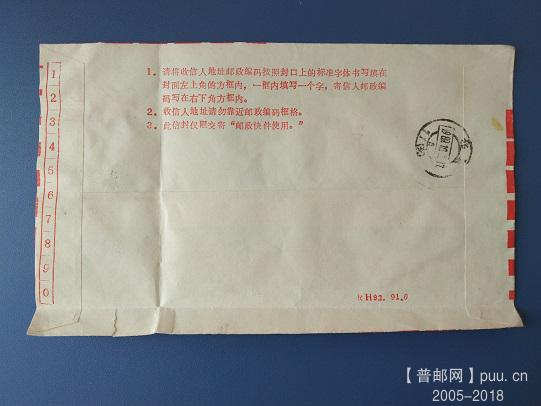 1
2
3
4
5
6
7
8
9
0
1．请将收信人地址邮政编码按照封口上的标准字体书写填在
封面左上角的方框内，一框内填写一个字，寄信人邮政编
码写在右下角方框内。
2．收信人地址请勿靠近邮政编码框格。
3．此信封仅限交寄“邮政快件使用。”
H93. 91.6
【普邮网】puu.cn
2005-2018